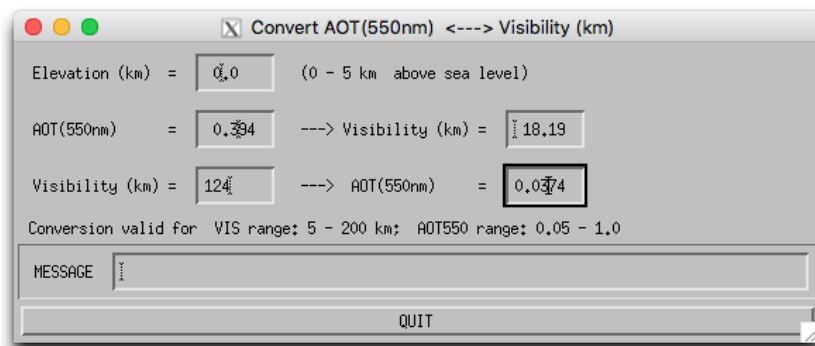 X Convert AOT(550nm) <---> Visibility (km)
Elevation (km) = 0.0 (0 - 5 km above sea level)
AOT(550nm) = 0.394 ---> Visibility (km) = 18.19
Visibility (km) = 124 ---> AOT(550nm) = 0.0374
Conversion valid for VIS range: 5 - 200 km; AOT550 range: 0.05 - 1.0
MESSAGE
QUIT